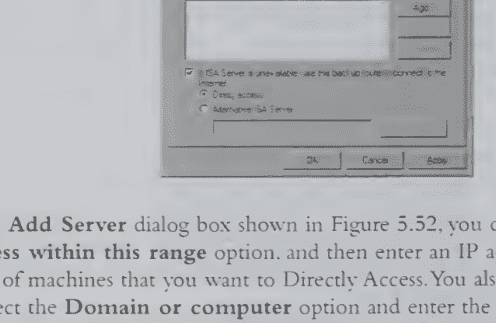 Add
If ISA Server is unavailable, use this backup route to connect to the
Internet:
Direct access
Alternative ISA Server
OK Cancel Apply
Add Server dialog box shown in Figure 5.52, you c
ess within this range option, and then enter an IP a
of machines that you want to Directly Access. You als
ect the Domain or computer option and enter the